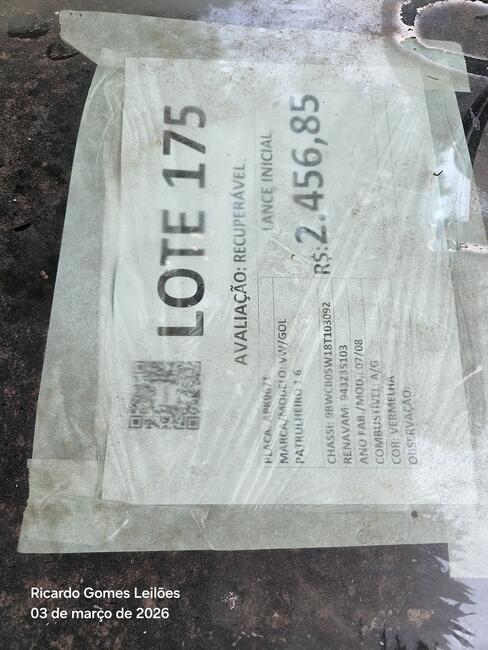 LOTE 175
AVALIAÇÃO: RECUPERÁVEL.
LANCE INICIAL
R$:2.456,85
PLACA:
MARCA/MODELO: VW/GOL
PATRULHEIRO 1.6
CHASSI: 9BWCB05W18T103092
RENAVAM: 943235103
ANO FAB./MOD.: 07/08
COMBUSTÍVEL: A/G
COR: VERMELHA
OBSERVAÇÃO:
Ricardo Gomes Leilões
03 de março de 2026